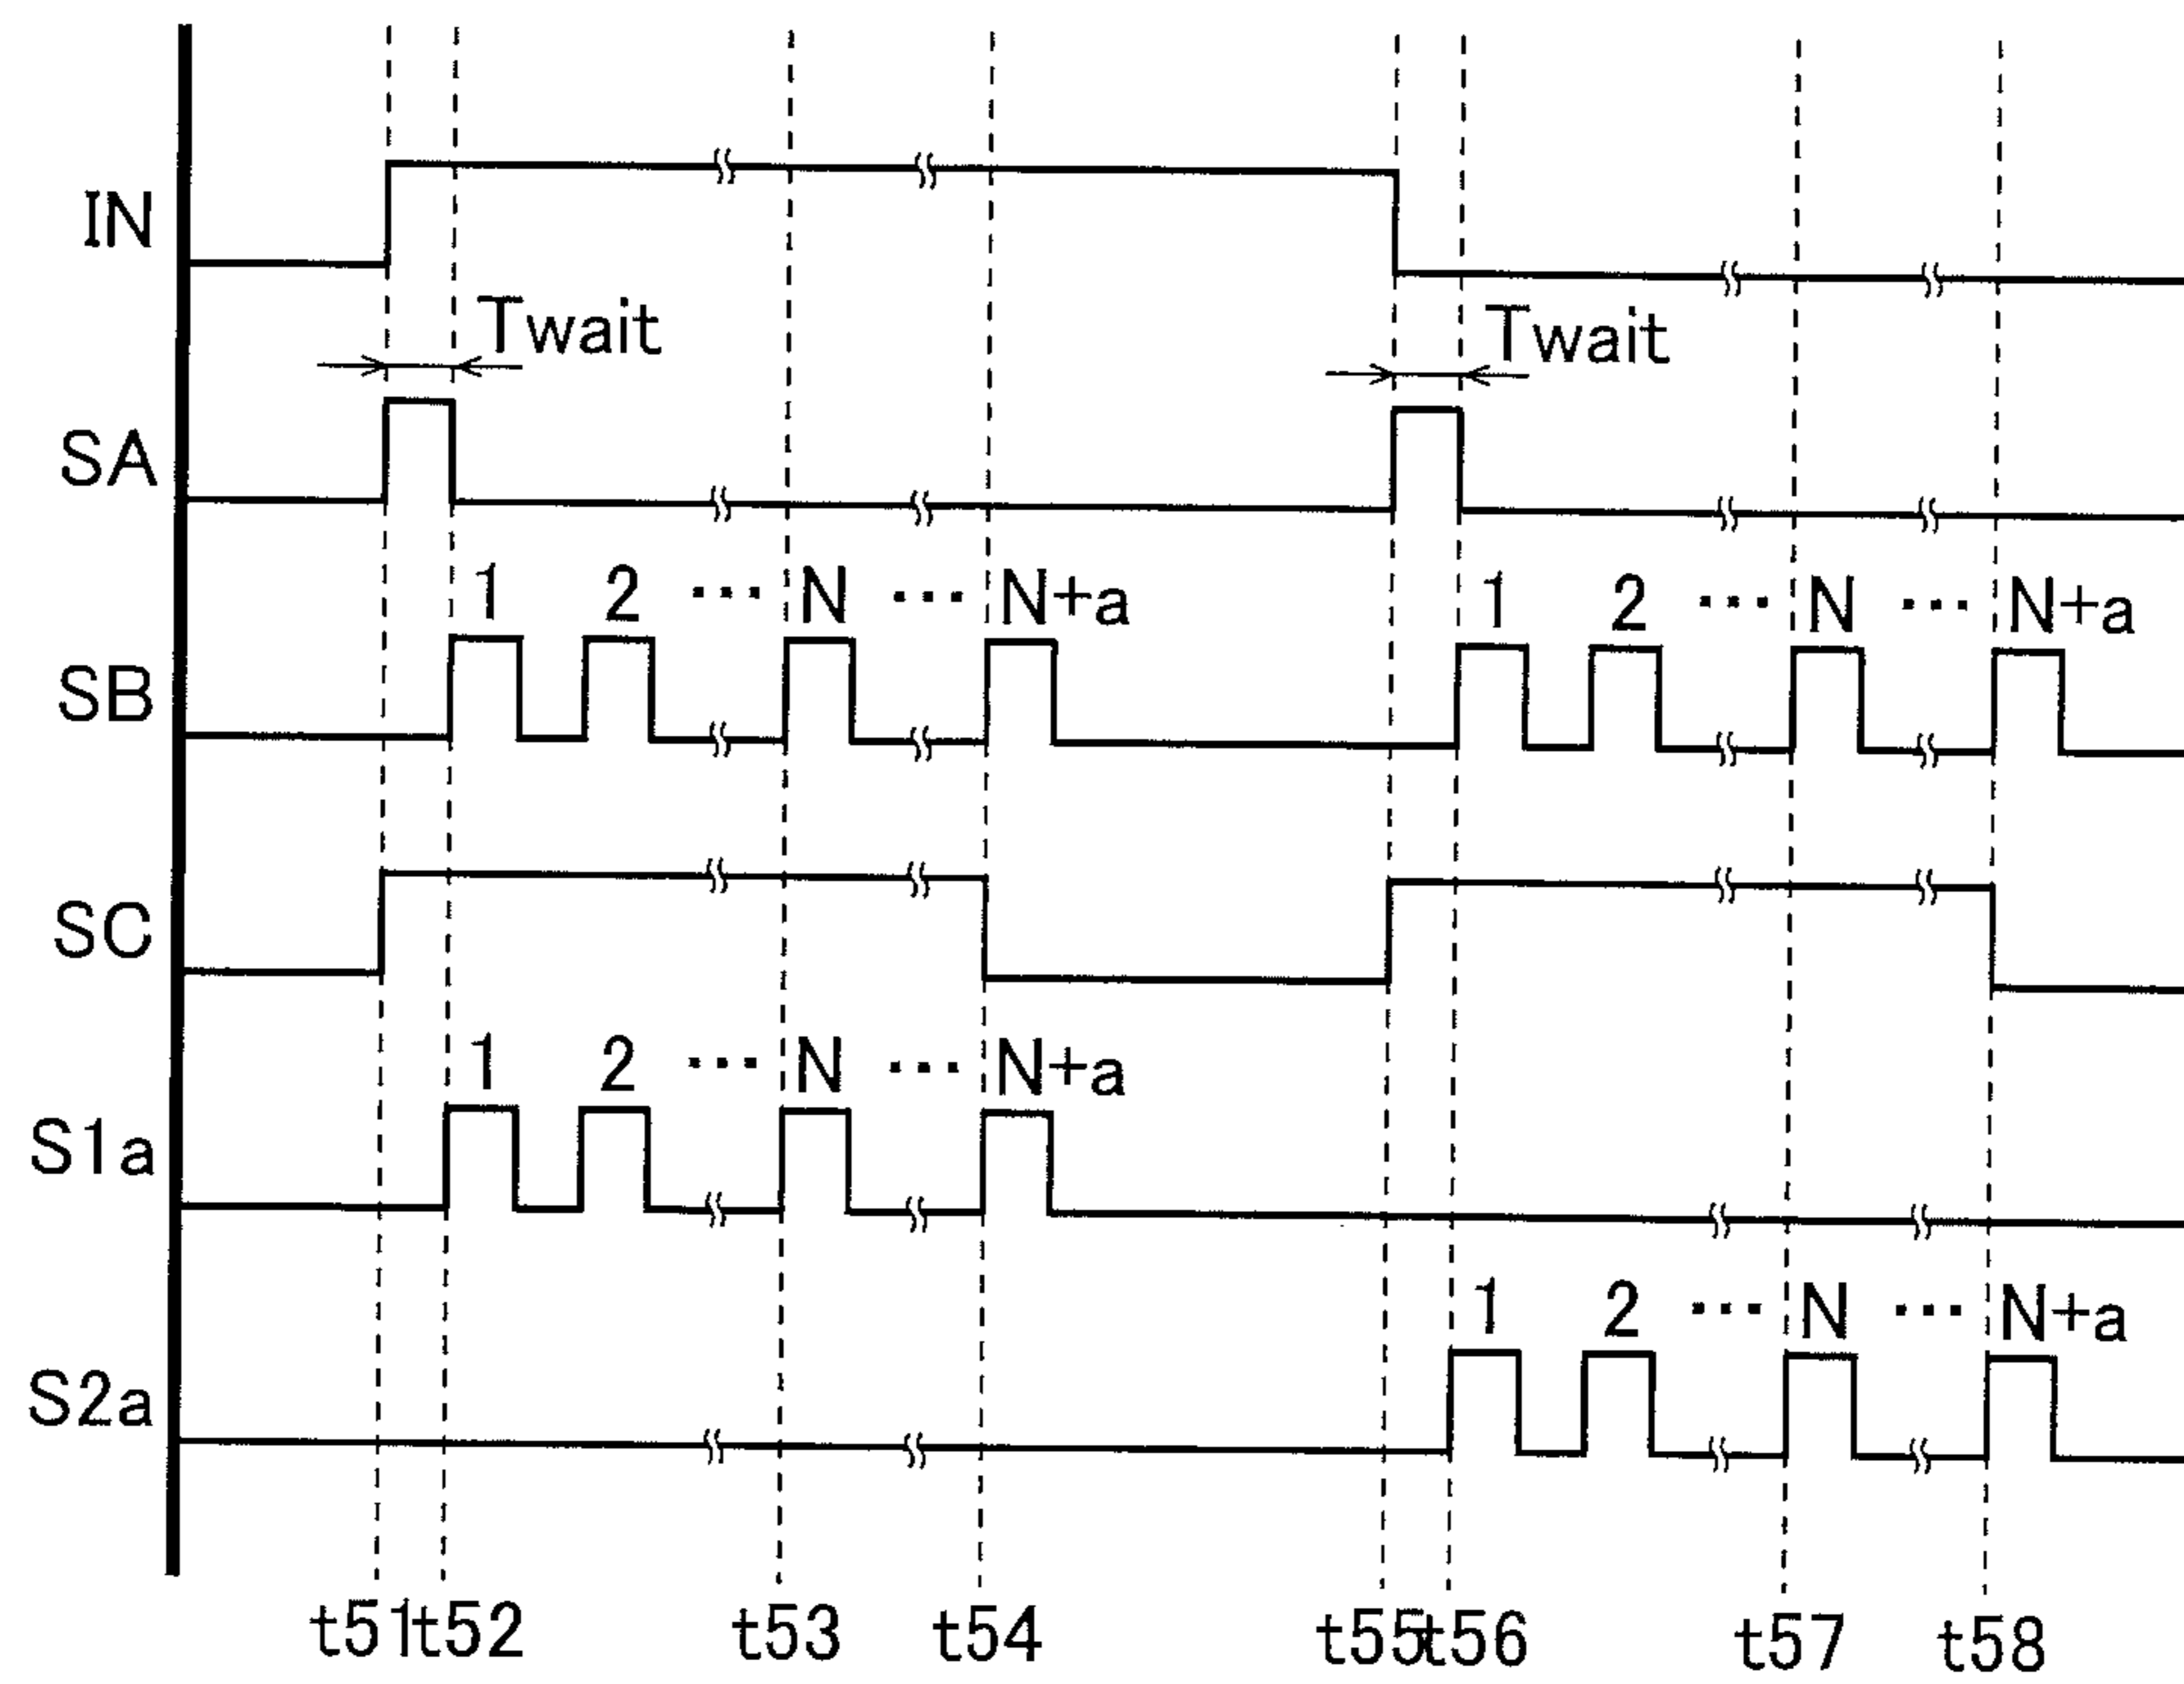 IN
Twait Twait
SA
1 2 ··· N ··· N+a 1 2 ··· N ··· N+a
SB
SC
1 2 ··· N ··· N+a
S1a
1 2 ··· N ··· N+a
S2a
t51 t52 t53 t54 t55 t56 t57 t58